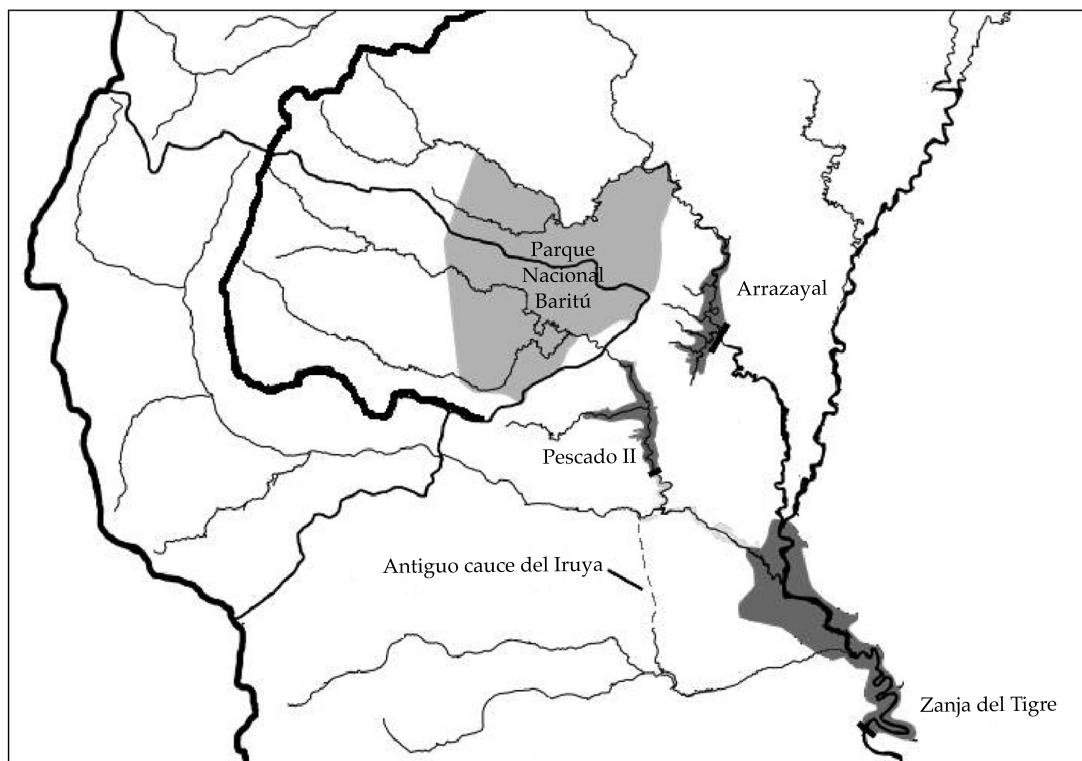 Parque
Nacional
Baritú
Arrazayal
Pescado II
Antiguo cauce del Iruya
Zanja del Tigre